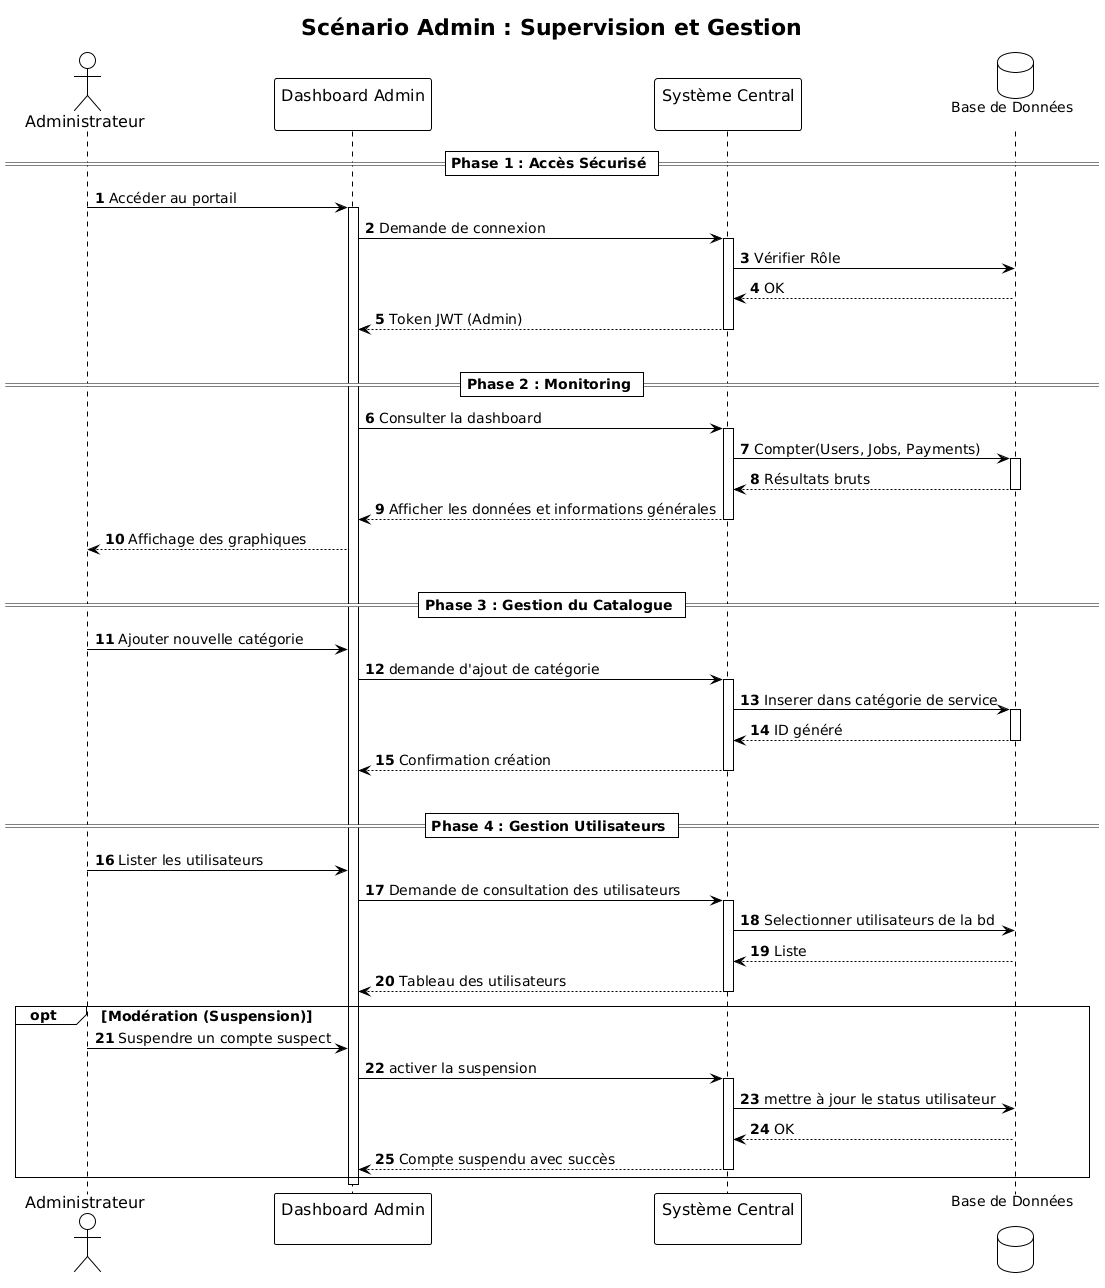 Scénario Admin : Supervision et Gestion
Administrateur
Dashboard Admin
Système Central
Base de Données
Phase 1 : Accès Sécurisé
1 Accéder au portail
2 Demande de connexion
3 Vérifier Rôle
4 OK
5 Token JWT (Admin)
Phase 2 : Monitoring
6 Consulter la dashboard
7 Compter(Users, Jobs, Payments)
8 Résultats bruts
9 Afficher les données et informations générales
10 Affichage des graphiques
Phase 3 : Gestion du Catalogue
11 Ajouter nouvelle catégorie
12 demande d'ajout de catégorie
13 Inserer dans catégorie de service
14 ID généré
15 Confirmation création
Phase 4 : Gestion Utilisateurs
16 Lister les utilisateurs
17 Demande de consultation des utilisateurs
18 Selectionner utilisateurs de la bd
19 Liste
20 Tableau des utilisateurs
opt [Modération (Suspension)]
21 Suspendre un compte suspect
22 activer la suspension
23 mettre à jour le status utilisateur
24 OK
25 Compte suspendu avec succès
Administrateur
Dashboard Admin
Système Central
Base de Données